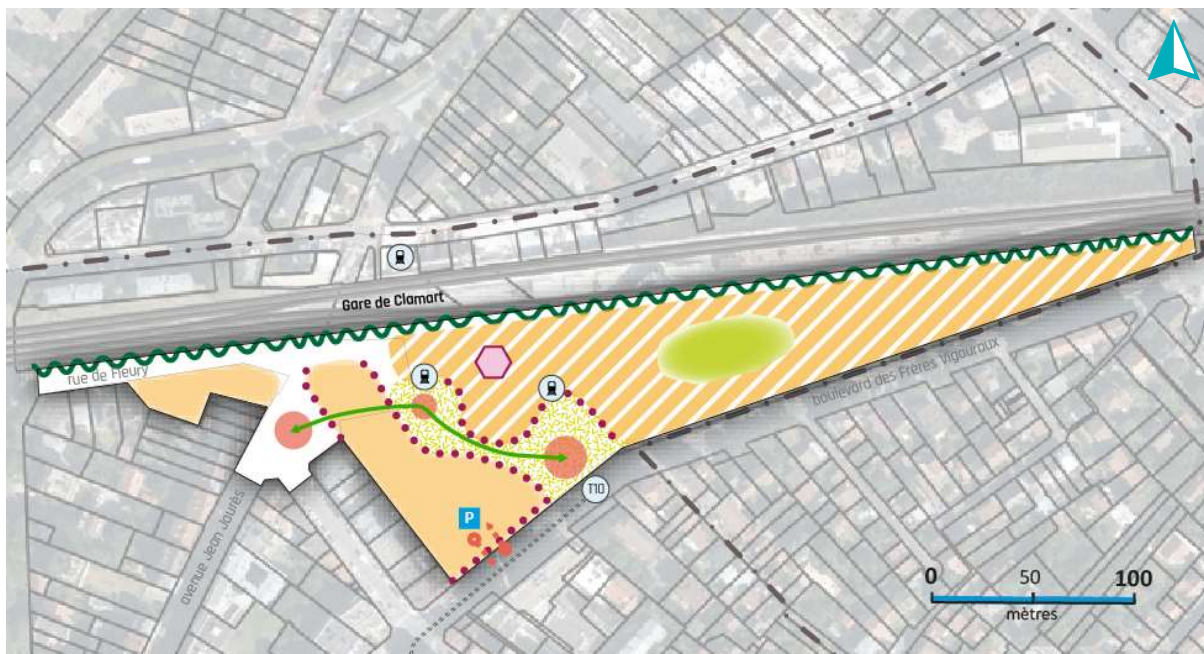 Gare de Clamart
rue de Fleury
boulevard des Frères Vigouroux
P
T10
avenue Jean Jaurès
0 50 100
mètres